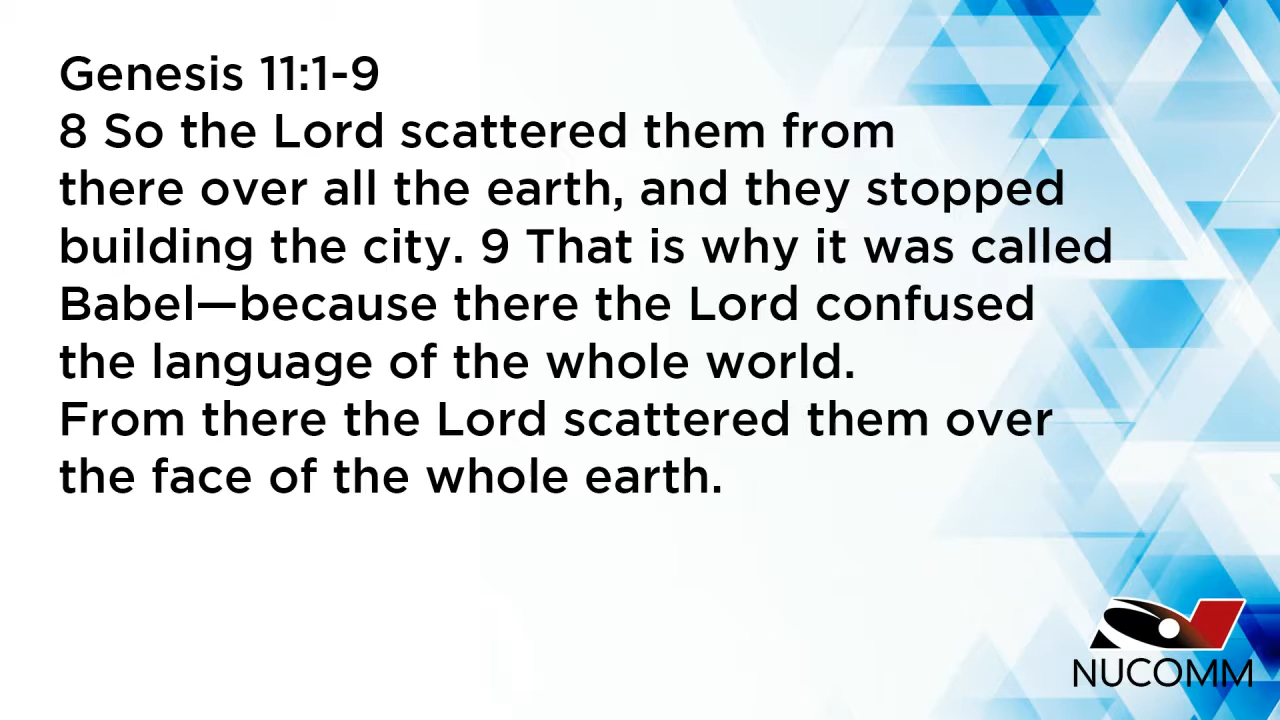 Genesis 11:1-9
8 So the Lord scattered them from
there over all the earth, and they stopped
building the city. 9 That is why it was called
Babel—because there the Lord confused
the language of the whole world.
From there the Lord scattered them over
the face of the whole earth.
NUCOMM